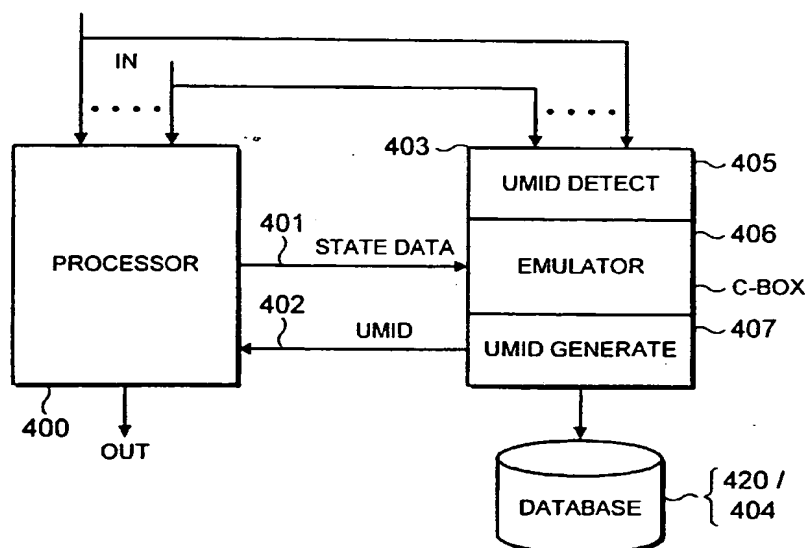 IN
403
UMID DETECT
405
401
STATE DATA
406
PROCESSOR
EMULATOR
C-BOX
402
UMID
407
UMID GENERATE
400
OUT
DATABASE
420 /
404